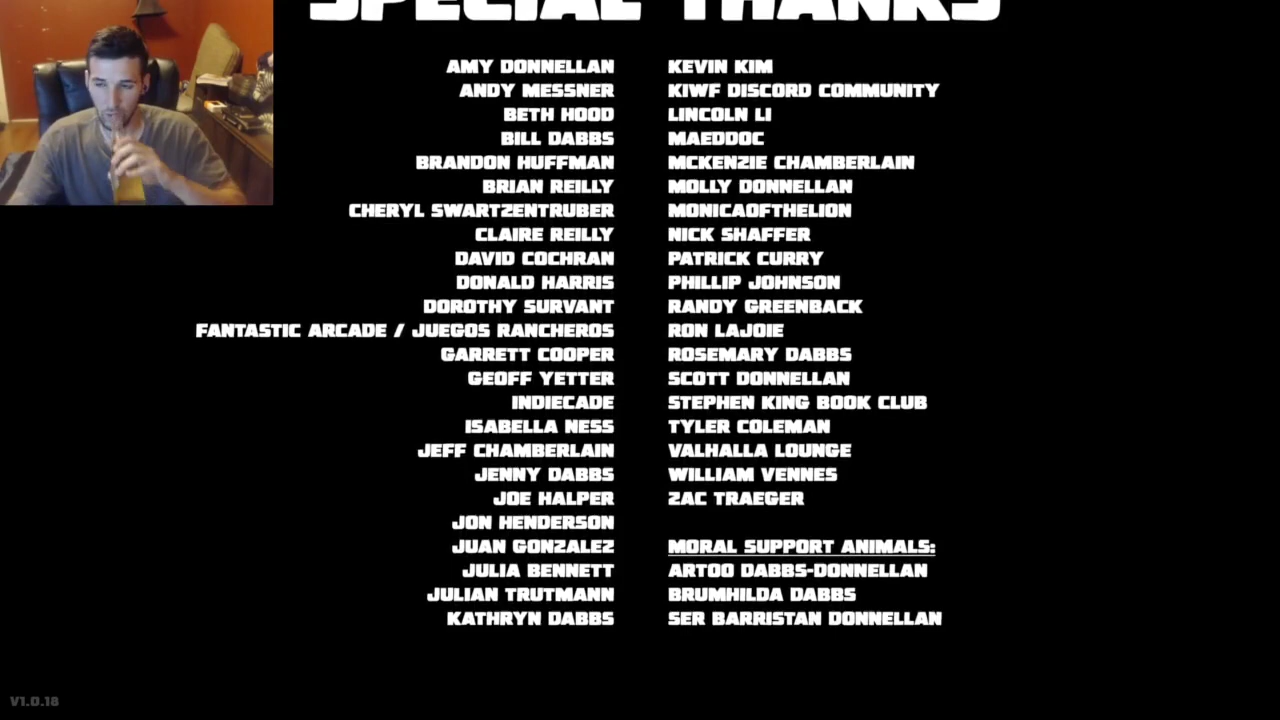 SPECIAL THANKS
AMY DONNELLAN
ANDY MESSNER
BETH HOOD
BILL DABBS
BRANDON HUFFMAN
BRIAN REILLY
CHERYL SWARTZENTRUBER
CLAIRE REILLY
DAVID COCHRAN
DONALD HARRIS
DOROTHY SURVANT
FANTASTIC ARCADE / JUEGOS RANCHEROS
GARRETT COOPER
GEOFF YETTER
INDIECADE
ISABELLA NESS
JEFF CHAMBERLAIN
JENNY DABBS
JOE HALPER
JON HENDERSON
JUAN GONZALEZ
JULIA BENNETT
JULIAN TRUTMANN
KATHRYN DABBS
KEVIN KIM
KIWF DISCORD COMMUNITY
LINCOLN LI
MAEDDOC
MCKENZIE CHAMBERLAIN
MOLLY DONNELLAN
MONICAOFTHELION
NICK SHAFFER
PATRICK CURRY
PHILLIP JOHNSON
RANDY GREENBACK
RON LAJOIE
ROSEMARY DABBS
SCOTT DONNELLAN
STEPHEN KING BOOK CLUB
TYLER COLEMAN
VALHALLA LOUNGE
WILLIAM VENNES
ZAC TRAEGER
MORAL SUPPORT ANIMALS:
ARTOO DABBS-DONNELLAN
BRUMHILDA DABBS
SER BARRISTAN DONNELLAN
V1.0.18